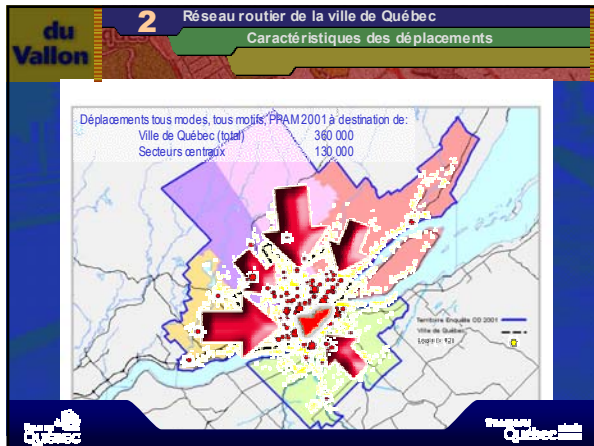 du
Vallon
2 Réseau routier de la ville de Québec
Caractéristiques des déplacements
Déplacements tous modes, tous motifs, PPAM 2001 à destination de:
Ville de Québec (total) 360 000
Secteurs centraux 130 000
Territoire Enquête OD 2001
Ville de Québec
QUÉBEC
Québec